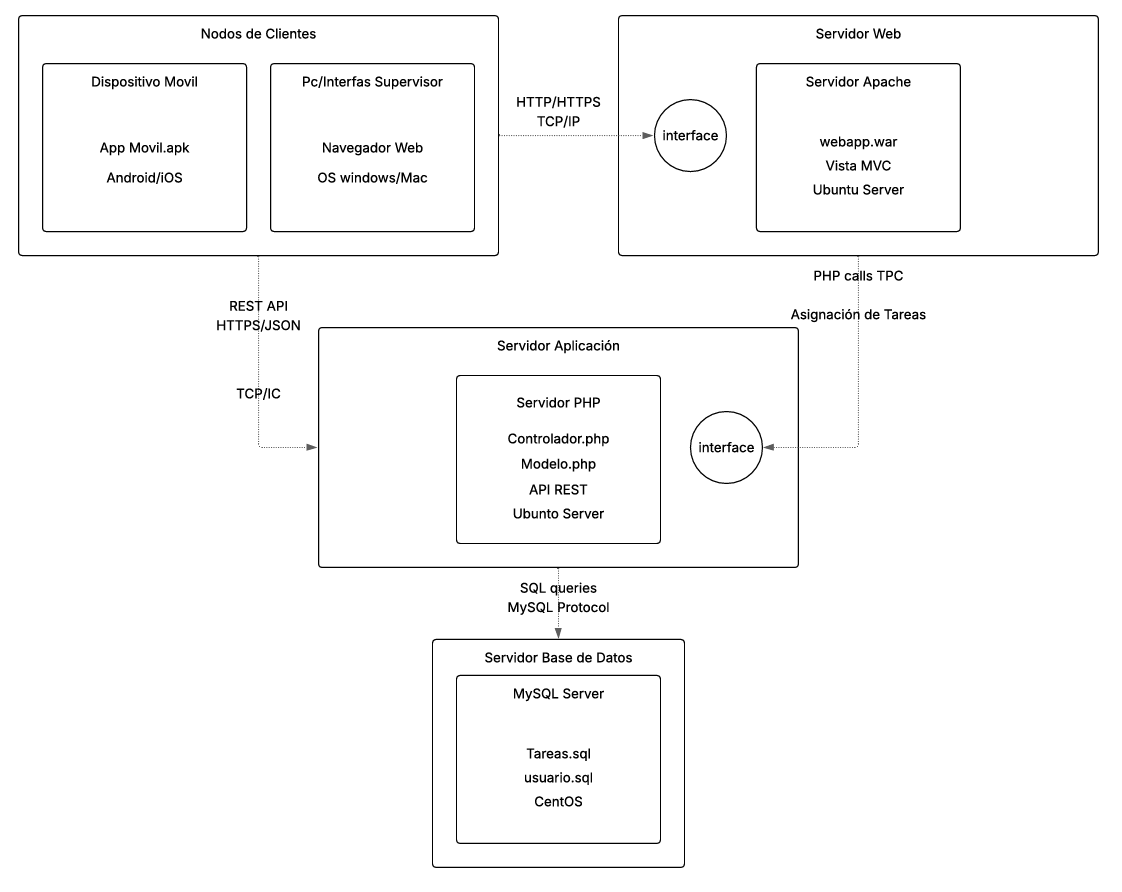 Nodos de Clientes
Dispositivo Movil
App Movil.apk
Android/iOS
Pc/Interfas Supervisor
Navegador Web
OS windows/Mac
HTTP/HTTPS
TCP/IP
Servidor Web
interface
Servidor Apache
webapp.war
Vista MVC
Ubuntu Server
REST API
HTTPS/JSON
TCP/IC
PHP calls TPC
Asignación de Tareas
Servidor Aplicación
Servidor PHP
Controlador.php
Modelo.php
API REST
Ubunto Server
interface
SQL queries
MySQL Protocol
Servidor Base de Datos
MySQL Server
Tareas.sql
usuario.sql
CentOS